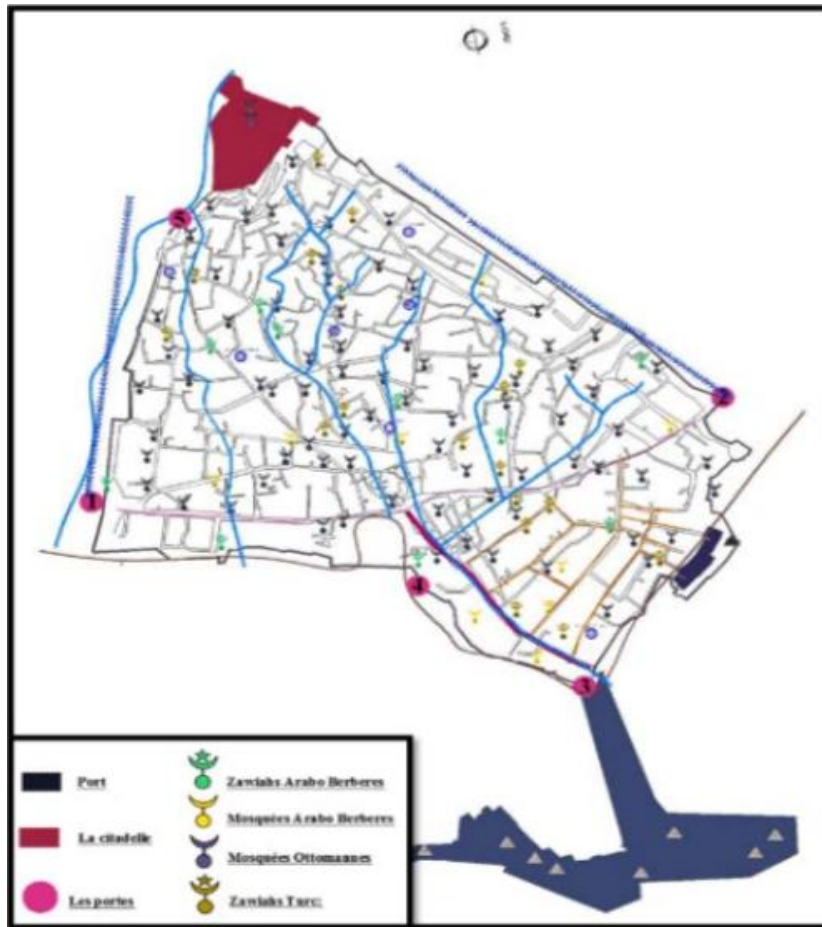 5
2
1
4
3
Port
La citadelle
Les portes
Zawiahs Arabo Berberes
Mosquées Arabo Berberes
Mosquées Ottomannes
Zawiahs Turc: